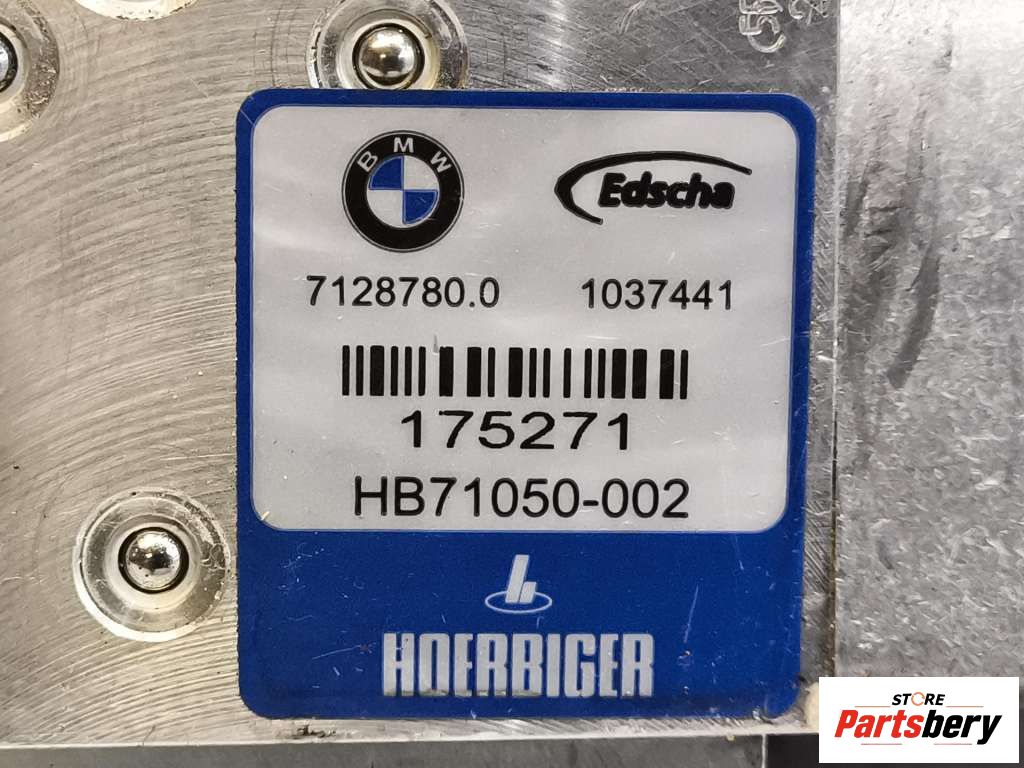 BMW
Edscha
7128780.0 1037441
175271
HB71050-002
HOERBIGER
STORE
Partsbery